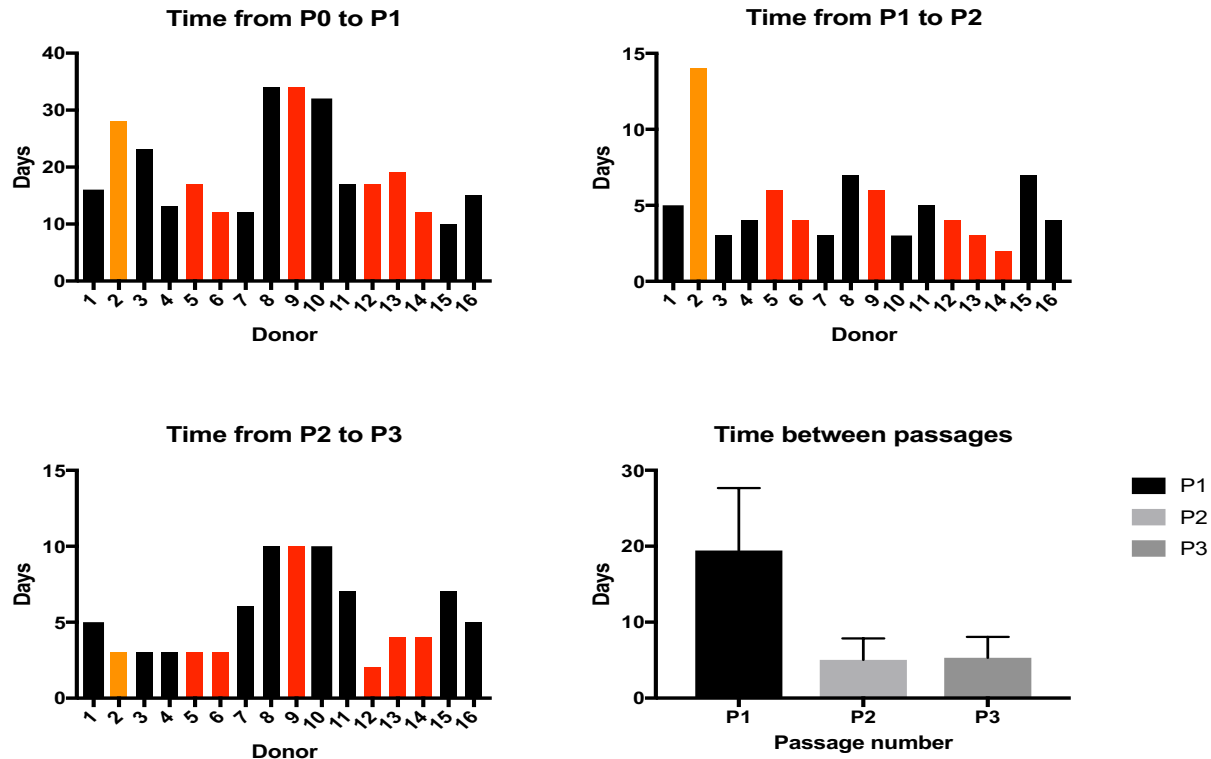 Time from P0 to P1
40
30
20
10
0
Days
1 2 3 4 5 6 7 8 9 10 11 12 13 14 15 16
Donor
Time from P1 to P2
15
10
5
0
Days
1 2 3 4 5 6 7 8 9 10 11 12 13 14 15 16
Donor
Time from P2 to P3
15
10
5
0
Days
1 2 3 4 5 6 7 8 9 10 11 12 13 14 15 16
Donor
Time between passages
30
20
10
0
Days
P1 P2 P3
Passage number
P1
P2
P3